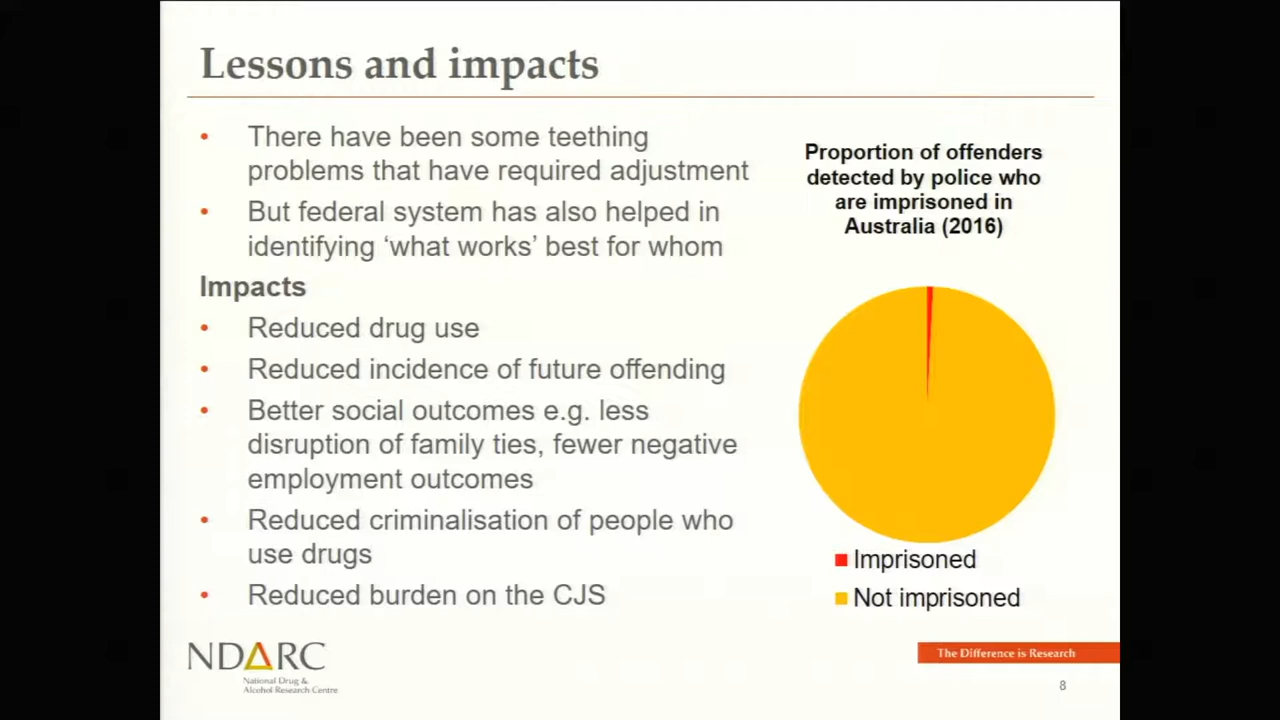 Lessons and impacts
• There have been some teething
problems that have required adjustment
• But federal system has also helped in
identifying ‘what works’ best for whom
Impacts
• Reduced drug use
• Reduced incidence of future offending
• Better social outcomes e.g. less
disruption of family ties, fewer negative
employment outcomes
• Reduced criminalisation of people who
use drugs
• Reduced burden on the CJS
Proportion of offenders
detected by police who
are imprisoned in
Australia (2016)
Imprisoned
Not imprisoned
NDARC
National Drug &
Alcohol Research Centre
The Difference is Research
8